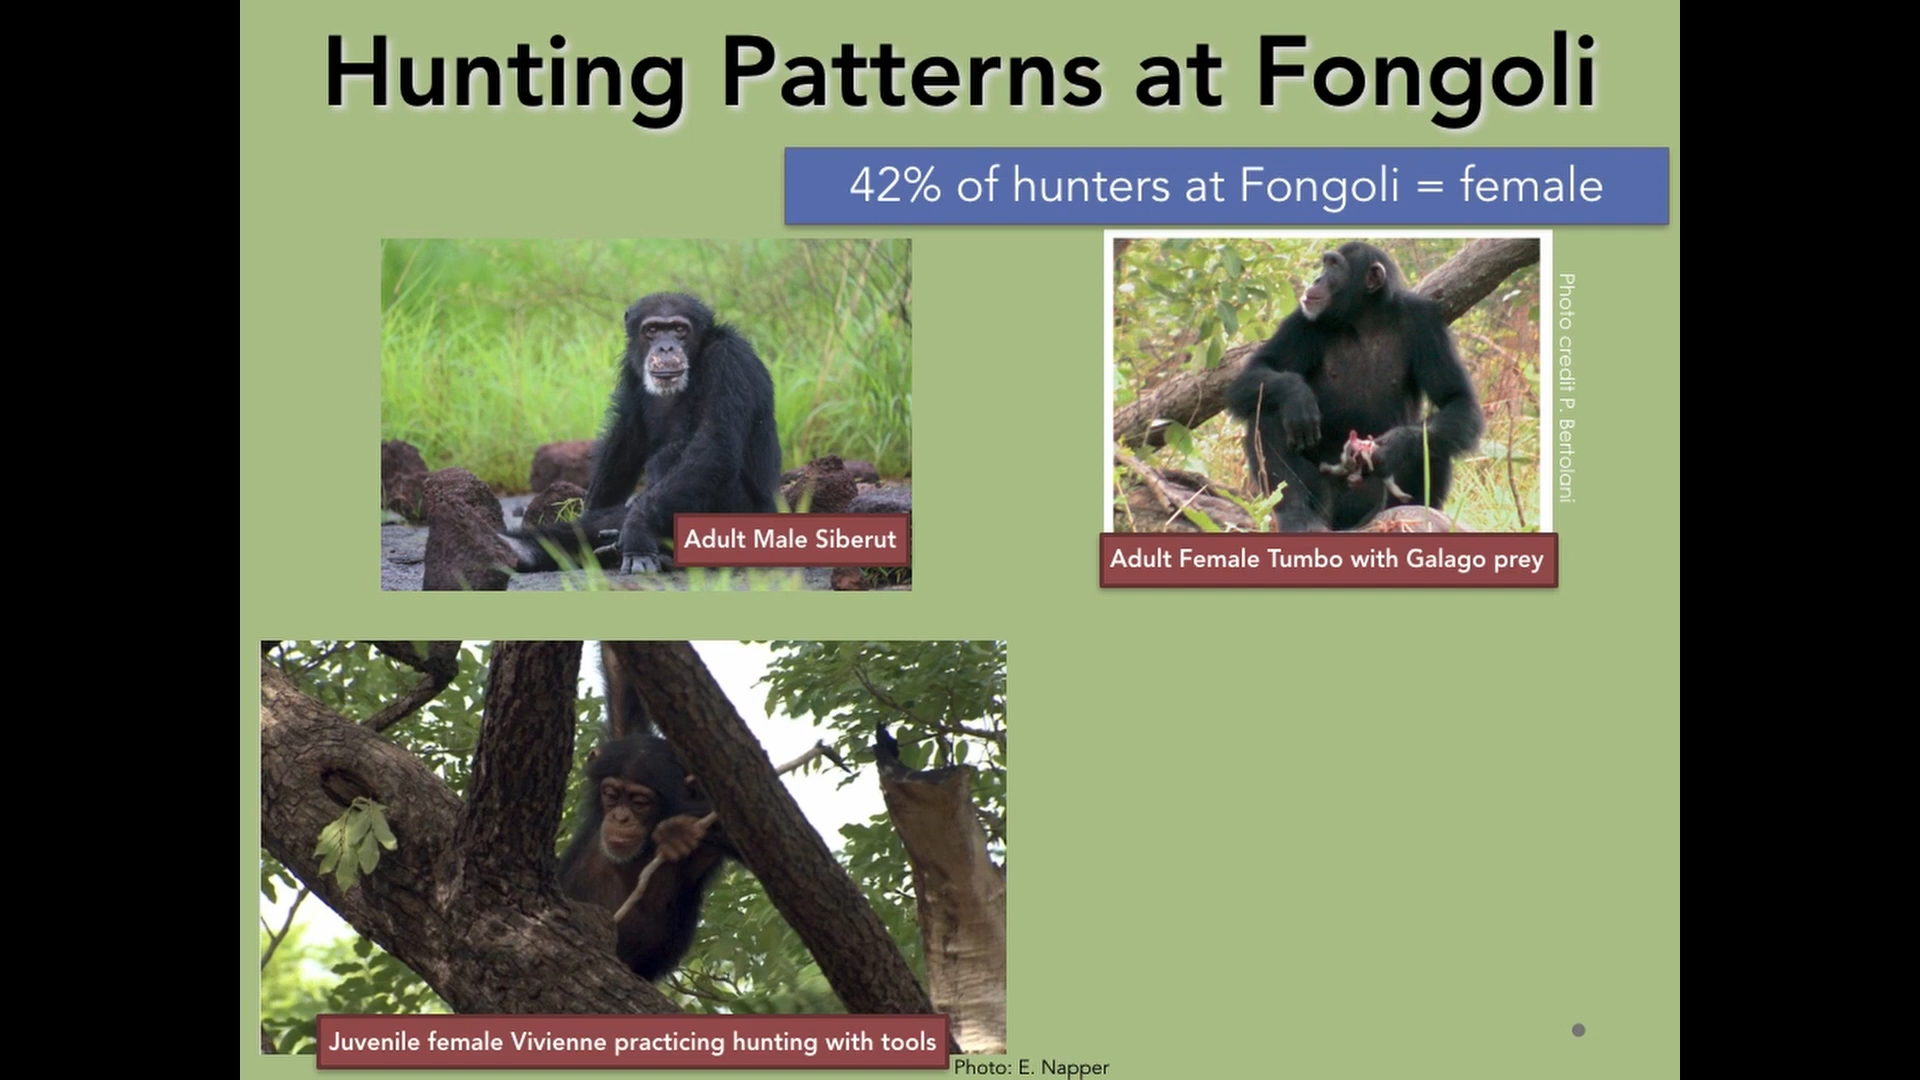 Hunting Patterns at Fongoli
42% of hunters at Fongoli = female
Adult Male Siberut
Photo credit P. Bertolani
Adult Female Tumbo with Galago prey
Juvenile female Vivienne practicing hunting with tools
Photo: E. Napper